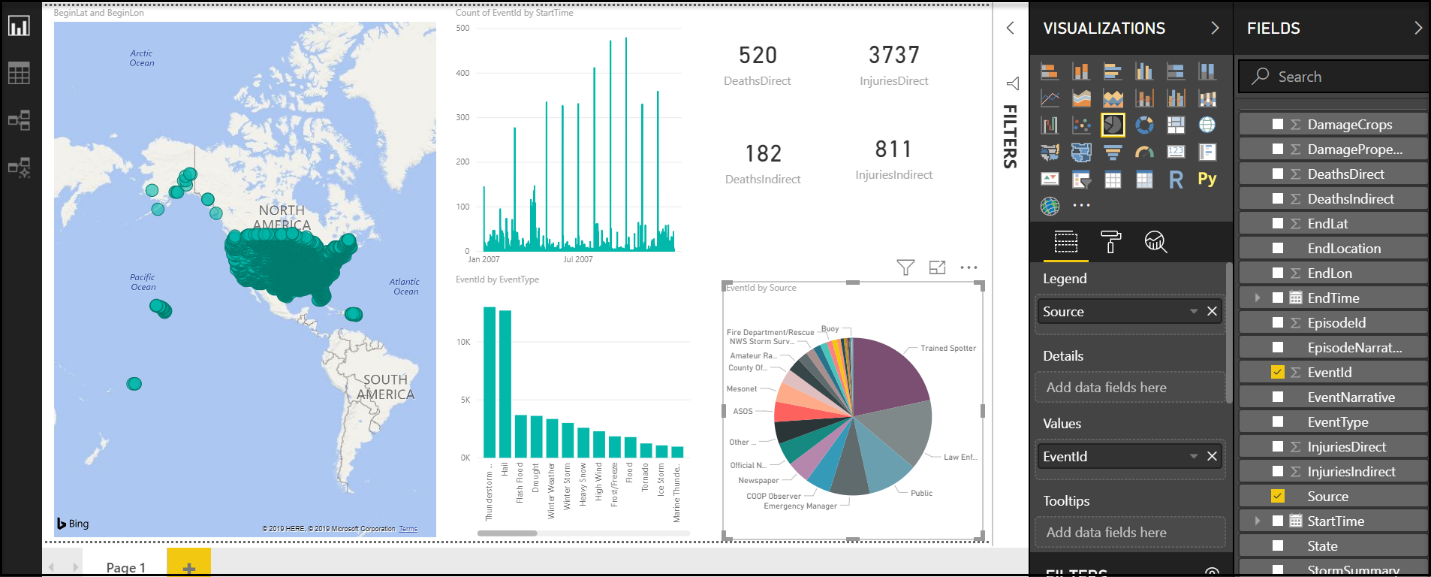 BeginLat and BeginLon
Arctic
Ocean
NORTH
AMERICA
Pacific
Ocean
Atlantic
Ocean
SOUTH
AMERICA
Bing
© 2019 HERE, © 2019 Microsoft Corporation Terms
Count of EventId by StartTime
500
400
300
200
100
0
Jan 2007
Jul 2007
520
DeathsDirect
3737
InjuriesDirect
182
DeathsIndirect
811
InjuriesIndirect
EventId by EventType
10K
5K
0K
Thunderstorm ...
Hail
Flash Flood
Drought
Winter Weather
Winter Storm
Heavy Snow
High Wind
Frost/Freeze
Flood
Tornado
Ice Storm
Marine Thunde...
EventId by Source
Fire Department/Rescue
Buoy
NWS Storm Surv...
Trained Spotter
Amateur Ra...
County Of...
Mesonet
ASOS
Other ...
Law Enf...
Official N...
Newspaper
Public
COOP Observer
Emergency Manager
Page 1
+
FILTERS
VISUALIZATIONS
123
R
Py
...
Legend
Source
Details
Add data fields here
Values
EventId
Tooltips
Add data fields here
FILTERS
FIELDS
Search
DamageCrops
DamagePrope...
DeathsDirect
DeathsIndirect
EndLat
EndLocation
EndLon
EndTime
EpisodeId
EpisodeNarrat...
EventId
EventNarrative
EventType
InjuriesDirect
InjuriesIndirect
Source
StartTime
State
StormSummary